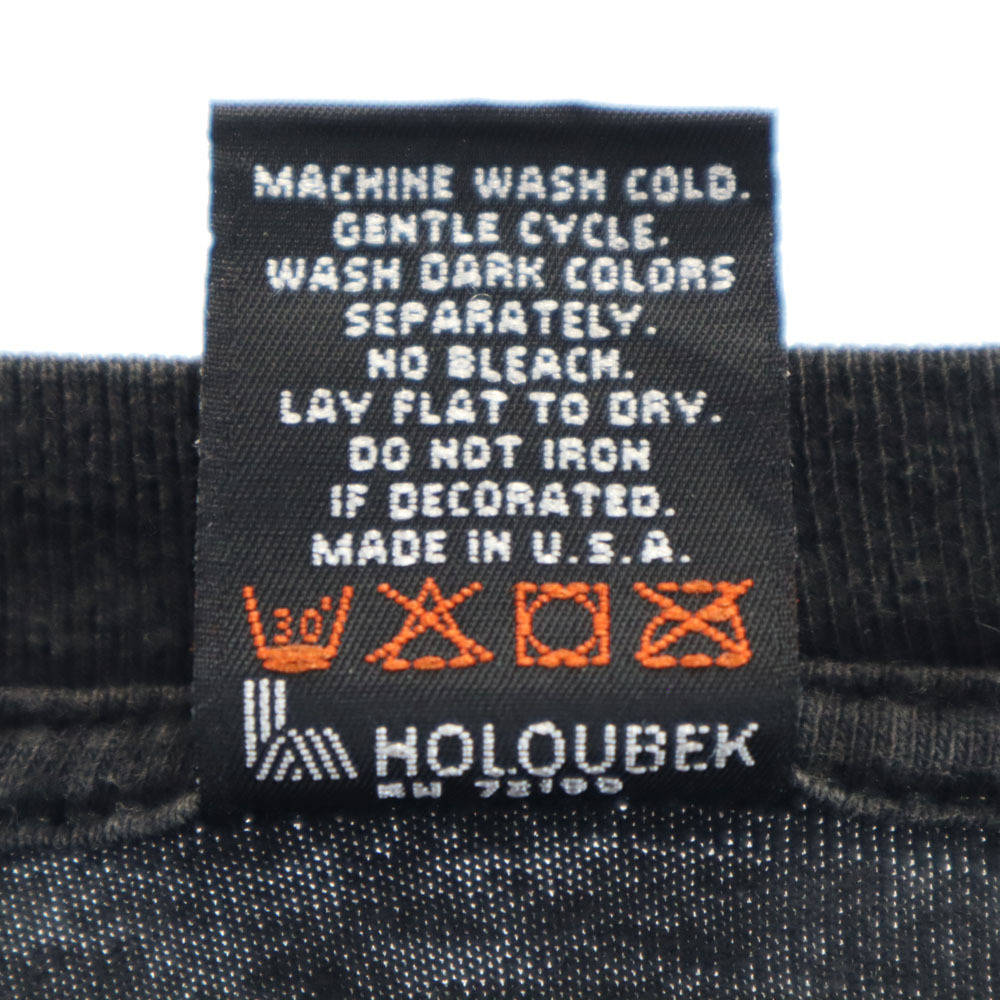 MACHINE WASH COLD.
GENTLE CYCLE.
WASH DARK COLORS
SEPARATELY.
NO BLEACH.
LAY FLAT TO DRY.
DO NOT IRON
IF DECORATED.
MADE IN U.S.A.
30°
HOLOUBEK